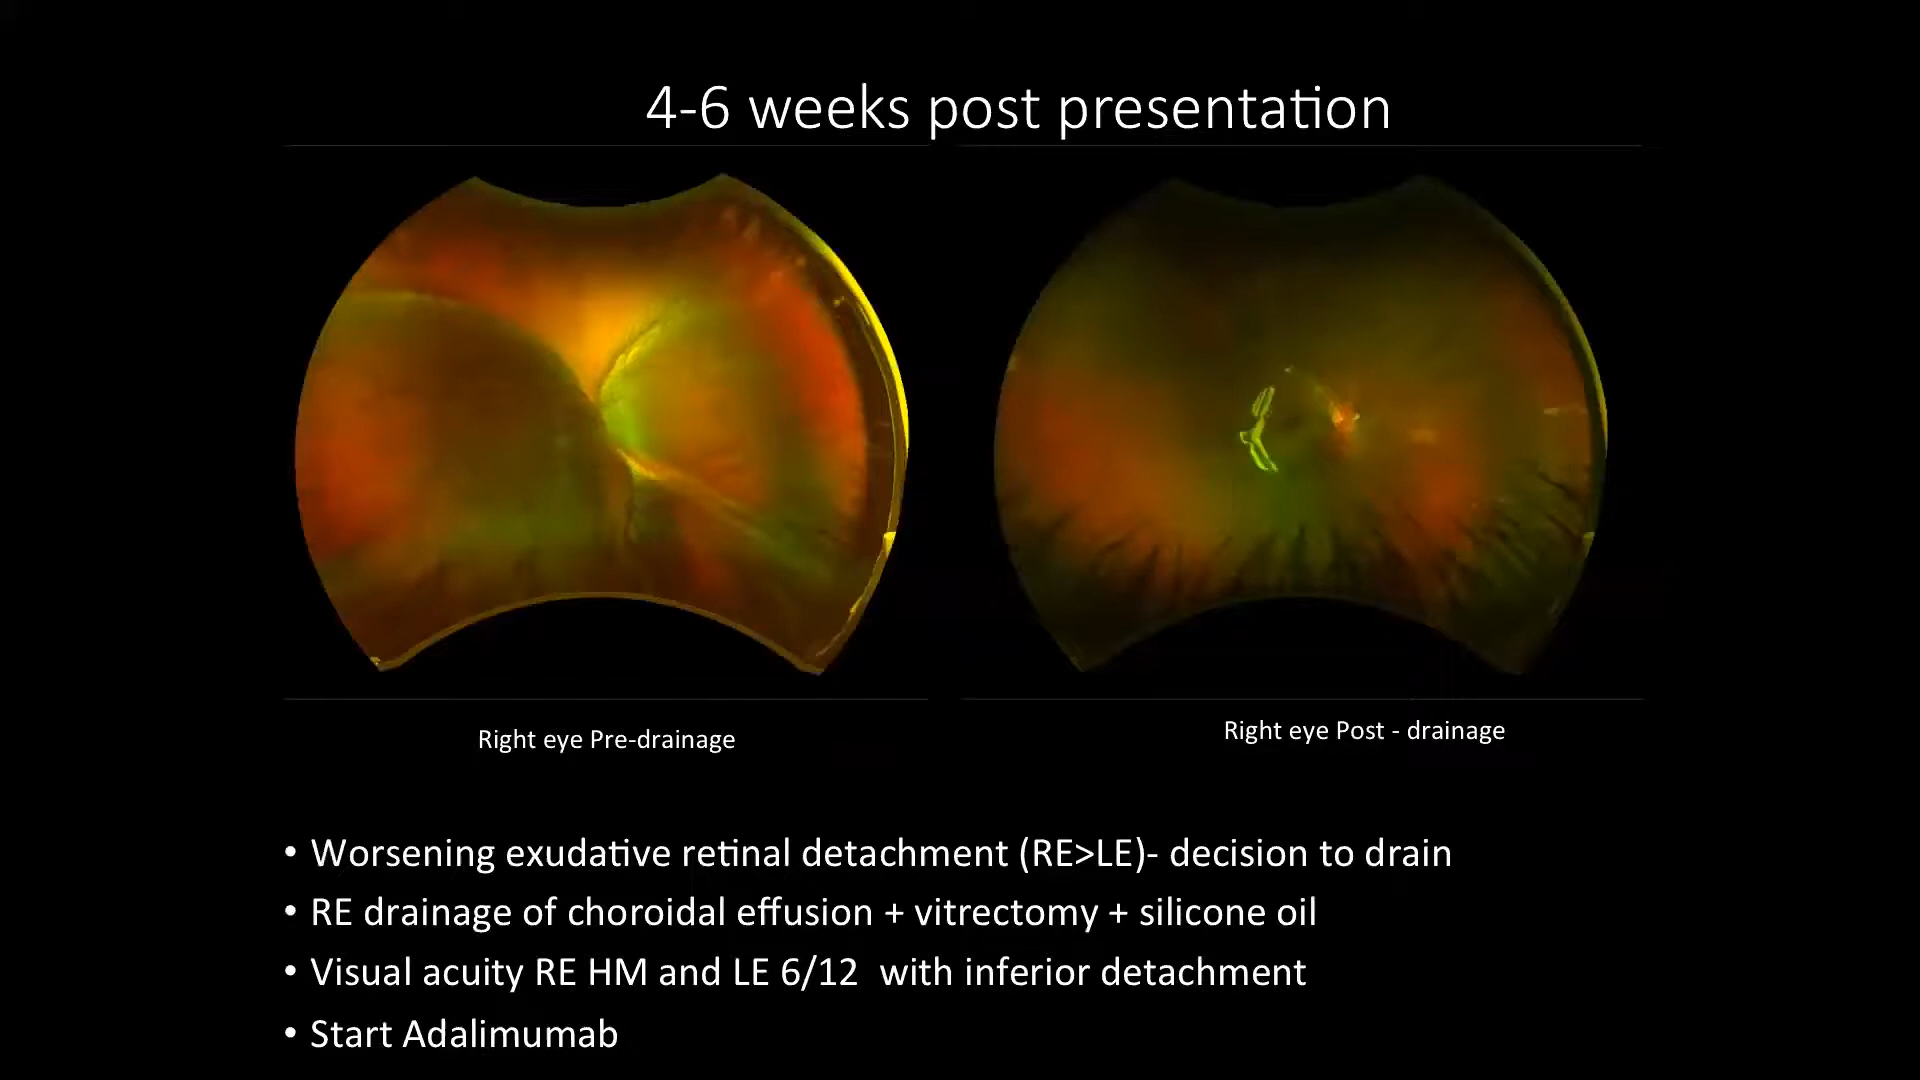 4-6 weeks post presentation
Right eye Pre-drainage
Right eye Post - drainage
• Worsening exudative retinal detachment (RE>LE)- decision to drain
• RE drainage of choroidal effusion + vitrectomy + silicone oil
• Visual acuity RE HM and LE 6/12 with inferior detachment
• Start Adalimumab